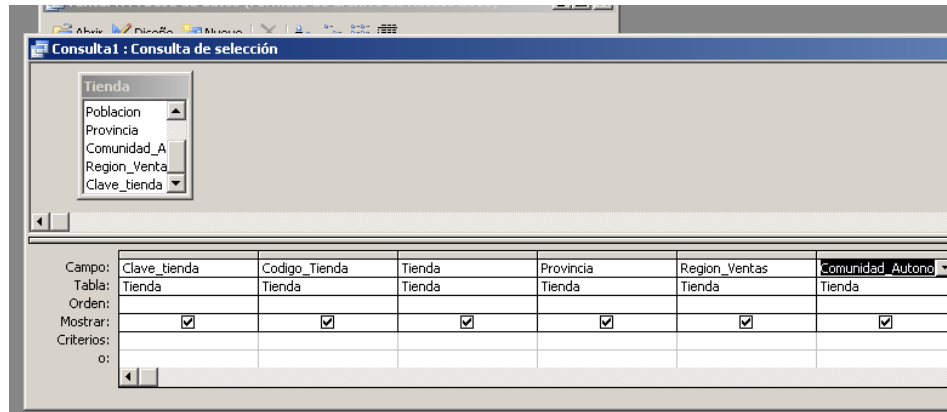 Abrir Diseño Nuevo
Consulta1 : Consulta de selección
Tienda
Poblacion
Provincia
Comunidad_A
Region_Venta
Clave_tienda
Campo: Clave_tienda Codigo_Tienda Tienda Provincia Region_Ventas Comunidad_Autono
Tabla: Tienda Tienda Tienda Tienda Tienda Tienda
Orden:
Mostrar:
Criterios:
o: